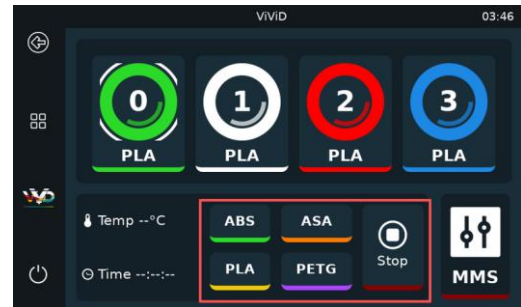 ViViD 03:46
0 1 2 3
PLA PLA PLA PLA
Temp --°C ABS ASA
Stop
Time --:--:-- PLA PETG
MMS